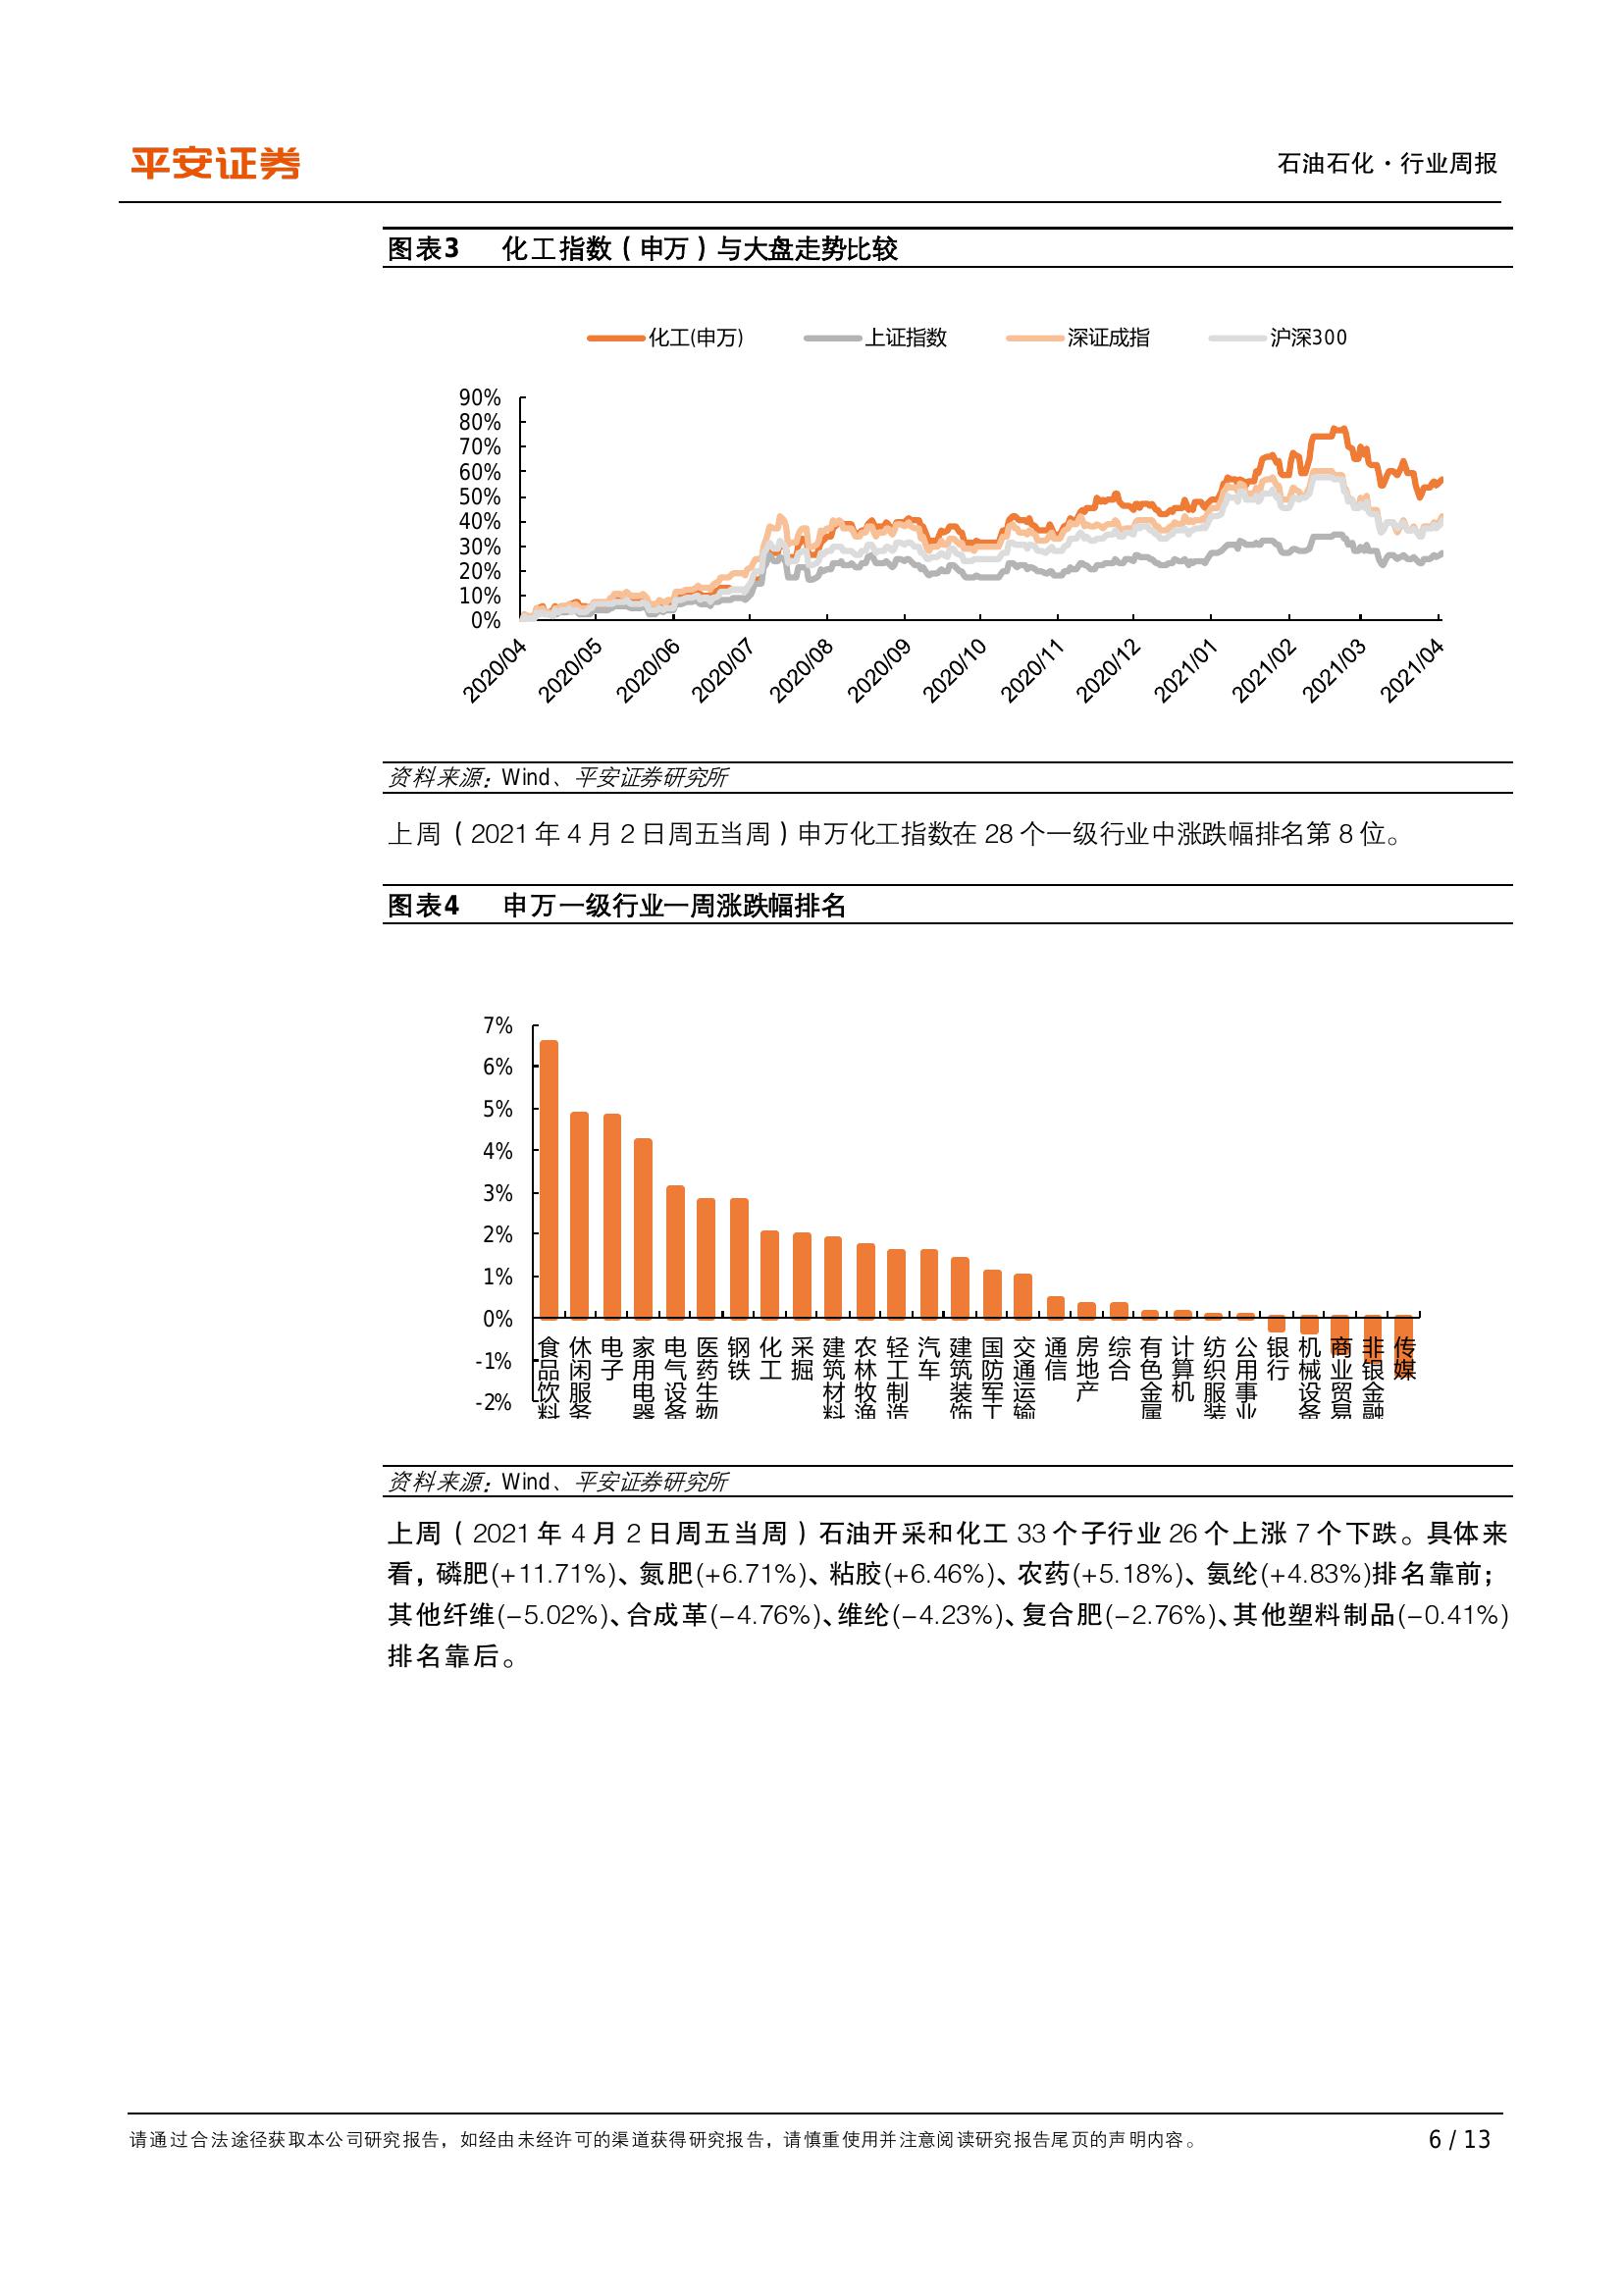 平安证券
石油石化·行业周报
图表3 化工指数（申万）与大盘走势比较
化工(申万) 上证指数 深证成指 沪深300
90%
80%
70%
60%
50%
40%
30%
20%
10%
0%
2020/04 2020/05 2020/06 2020/07 2020/08 2020/09 2020/10 2020/11 2020/12 2021/01 2021/02 2021/03 2021/04
资料来源：Wind、平安证券研究所
上周（2021 年 4 月 2 日周五当周）申万化工指数在 28 个一级行业中涨跌幅排名第 8 位。
图表4 申万一级行业一周涨跌幅排名
7%
6%
5%
4%
3%
2%
1%
0%
-1%
-2%
食品饮料 休闲服务 电子 家用电器 电气设备 医药生物 钢铁 化工 采掘 建筑材料 农林牧渔 轻工制造 汽车 建筑装饰 国防军工 交通运输 通信 房地产 综合 有色金属 计算机 纺织服装 公用事业 银行 机械设备 商业贸易 非银金融 传媒
资料来源：Wind、平安证券研究所
上周（2021 年 4 月 2 日周五当周）石油开采和化工 33 个子行业 26 个上涨 7 个下跌。具体来
看，磷肥(+11.71%)、氮肥(+6.71%)、粘胶(+6.46%)、农药(+5.18%)、氨纶(+4.83%)排名靠前；
其他纤维(-5.02%)、合成革(-4.76%)、维纶(-4.23%)、复合肥(-2.76%)、其他塑料制品(-0.41%)
排名靠后。
请通过合法途径获取本公司研究报告，如经由未经许可的渠道获得研究报告，请慎重使用并注意阅读研究报告尾页的声明内容。
6 / 13